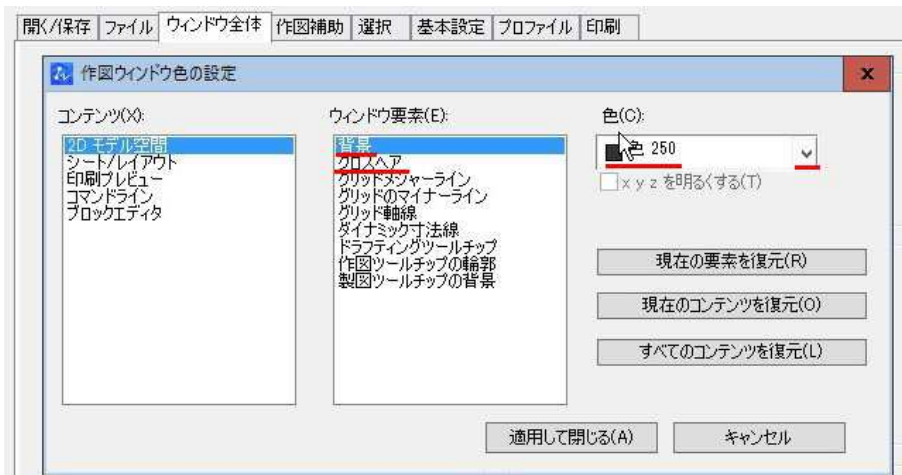 開く/保存 ファイル ウィンドウ全体 作図補助 選択 基本設定 プロファイル 印刷
作図ウィンドウ色の設定 x
コンテンツ(X):
2D モデル空間
シート/レイアウト
印刷プレビュー
コマンドライン
ブロックエディタ
ウィンドウ要素(E):
背景
クロスヘア
グリッドメジャーライン
グリッドのマイナーライン
グリッド軸線
ダイナミック寸法線
ドラフティングツールチップ
作図ツールチップの輪郭
製図ツールチップの背景
色(C):
色 250
x y z を明るくする(T)
現在の要素を復元(R)
現在のコンテンツを復元(O)
すべてのコンテンツを復元(L)
適用して閉じる(A) キャンセル